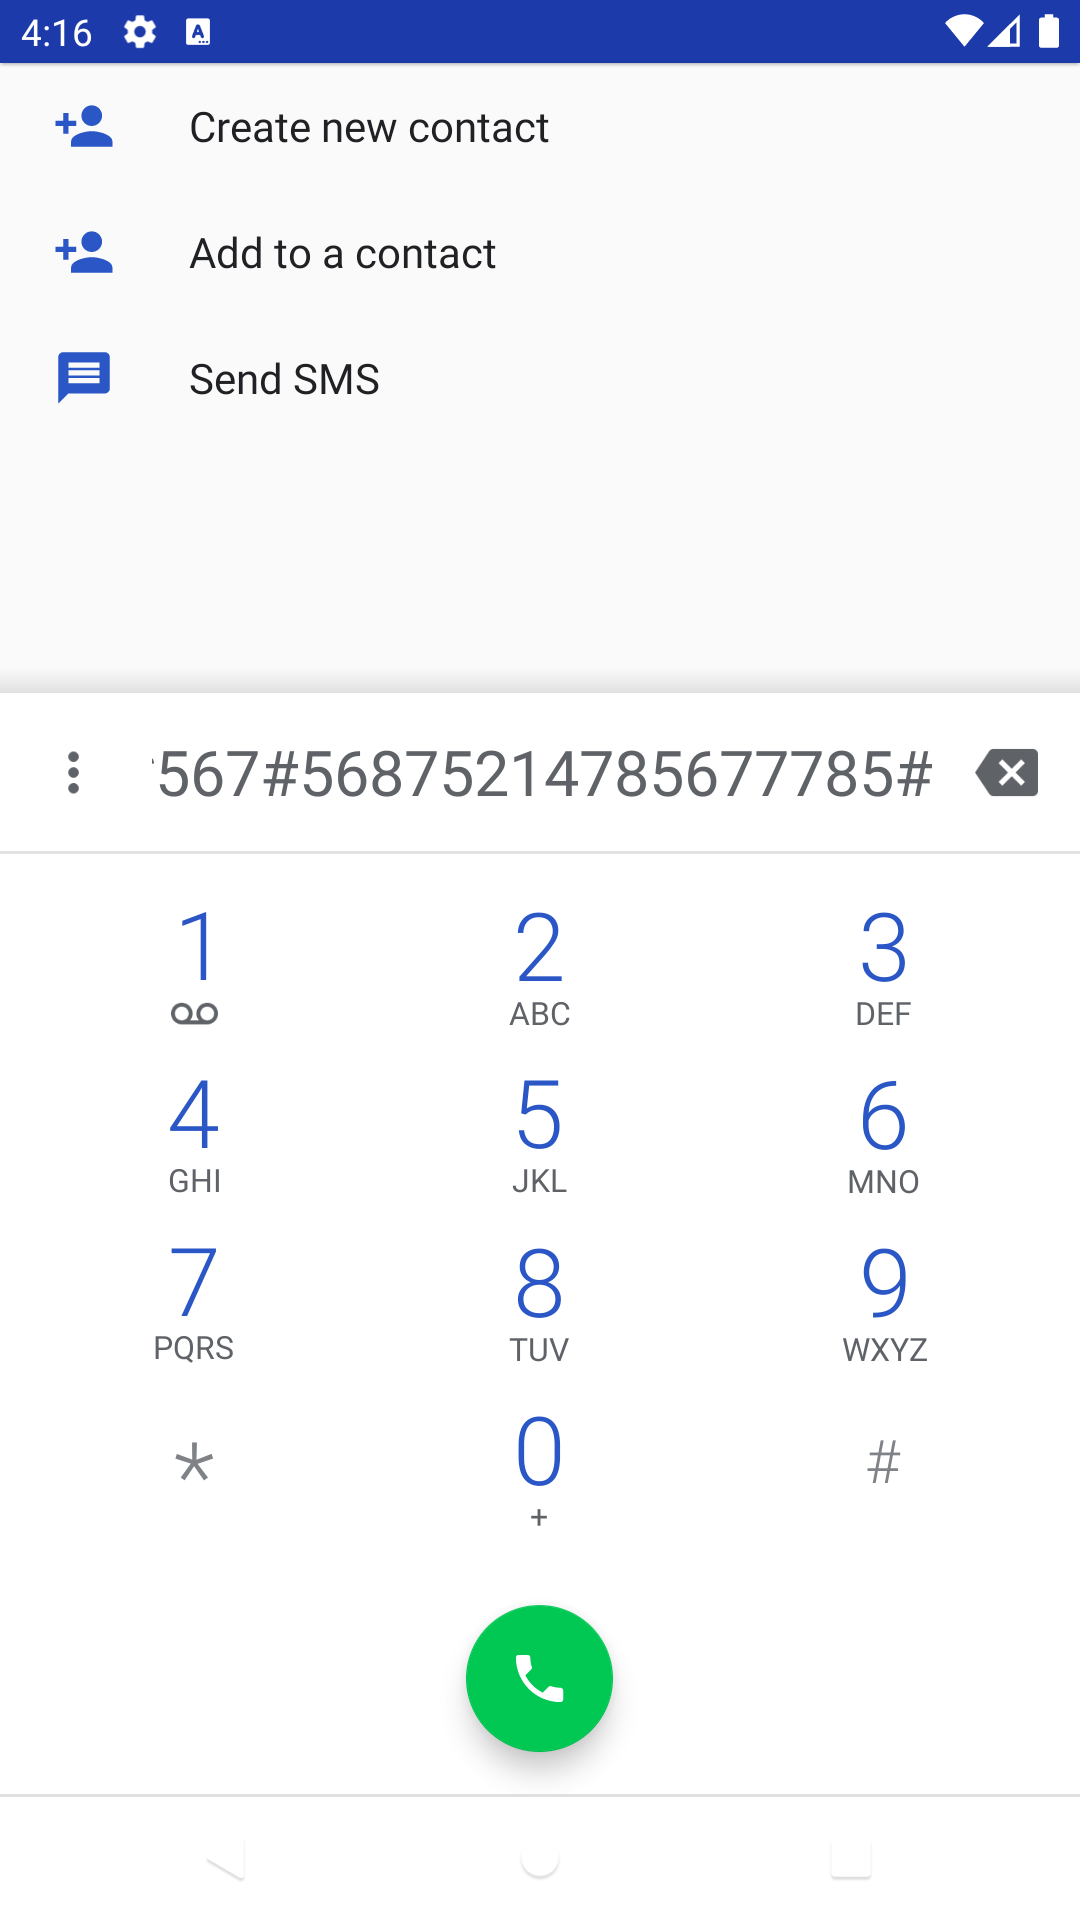 4:16
Create new contact
Add to a contact
Send SMS
567#56875214785677785#
1
2
ABC
3
DEF
4
GHI
5
JKL
6
MNO
7
PQRS
8
TUV
9
WXYZ
*
0
+
#